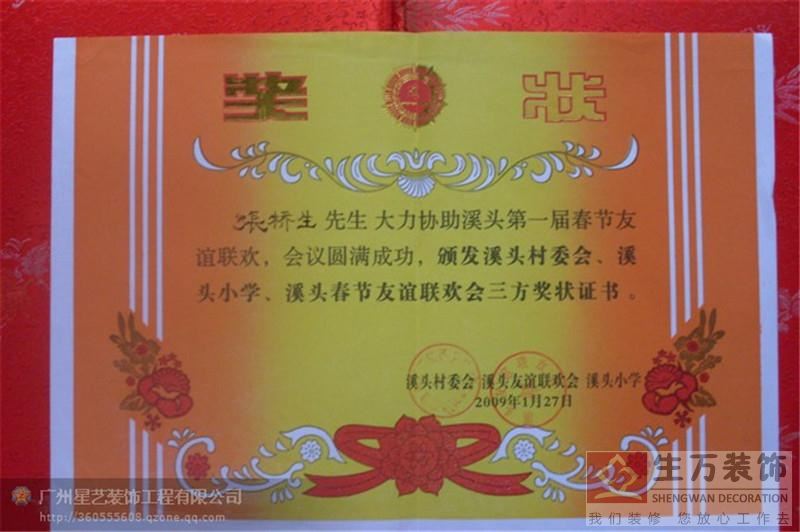 奖 状
張桥生 先生 大力协助溪头第一届春节友
谊联欢，会议圆满成功，颁发溪头村委会、溪
头小学、溪头春节友谊联欢会三方奖状证书。
溪头村委会 溪头友谊联欢会 溪头小学
2009年1月27日
广州星艺装饰工程有限公司
http://360555608.qzone.qq.com
生万装饰
SHENGWAN DECORATION
我们装修 您放心工作去